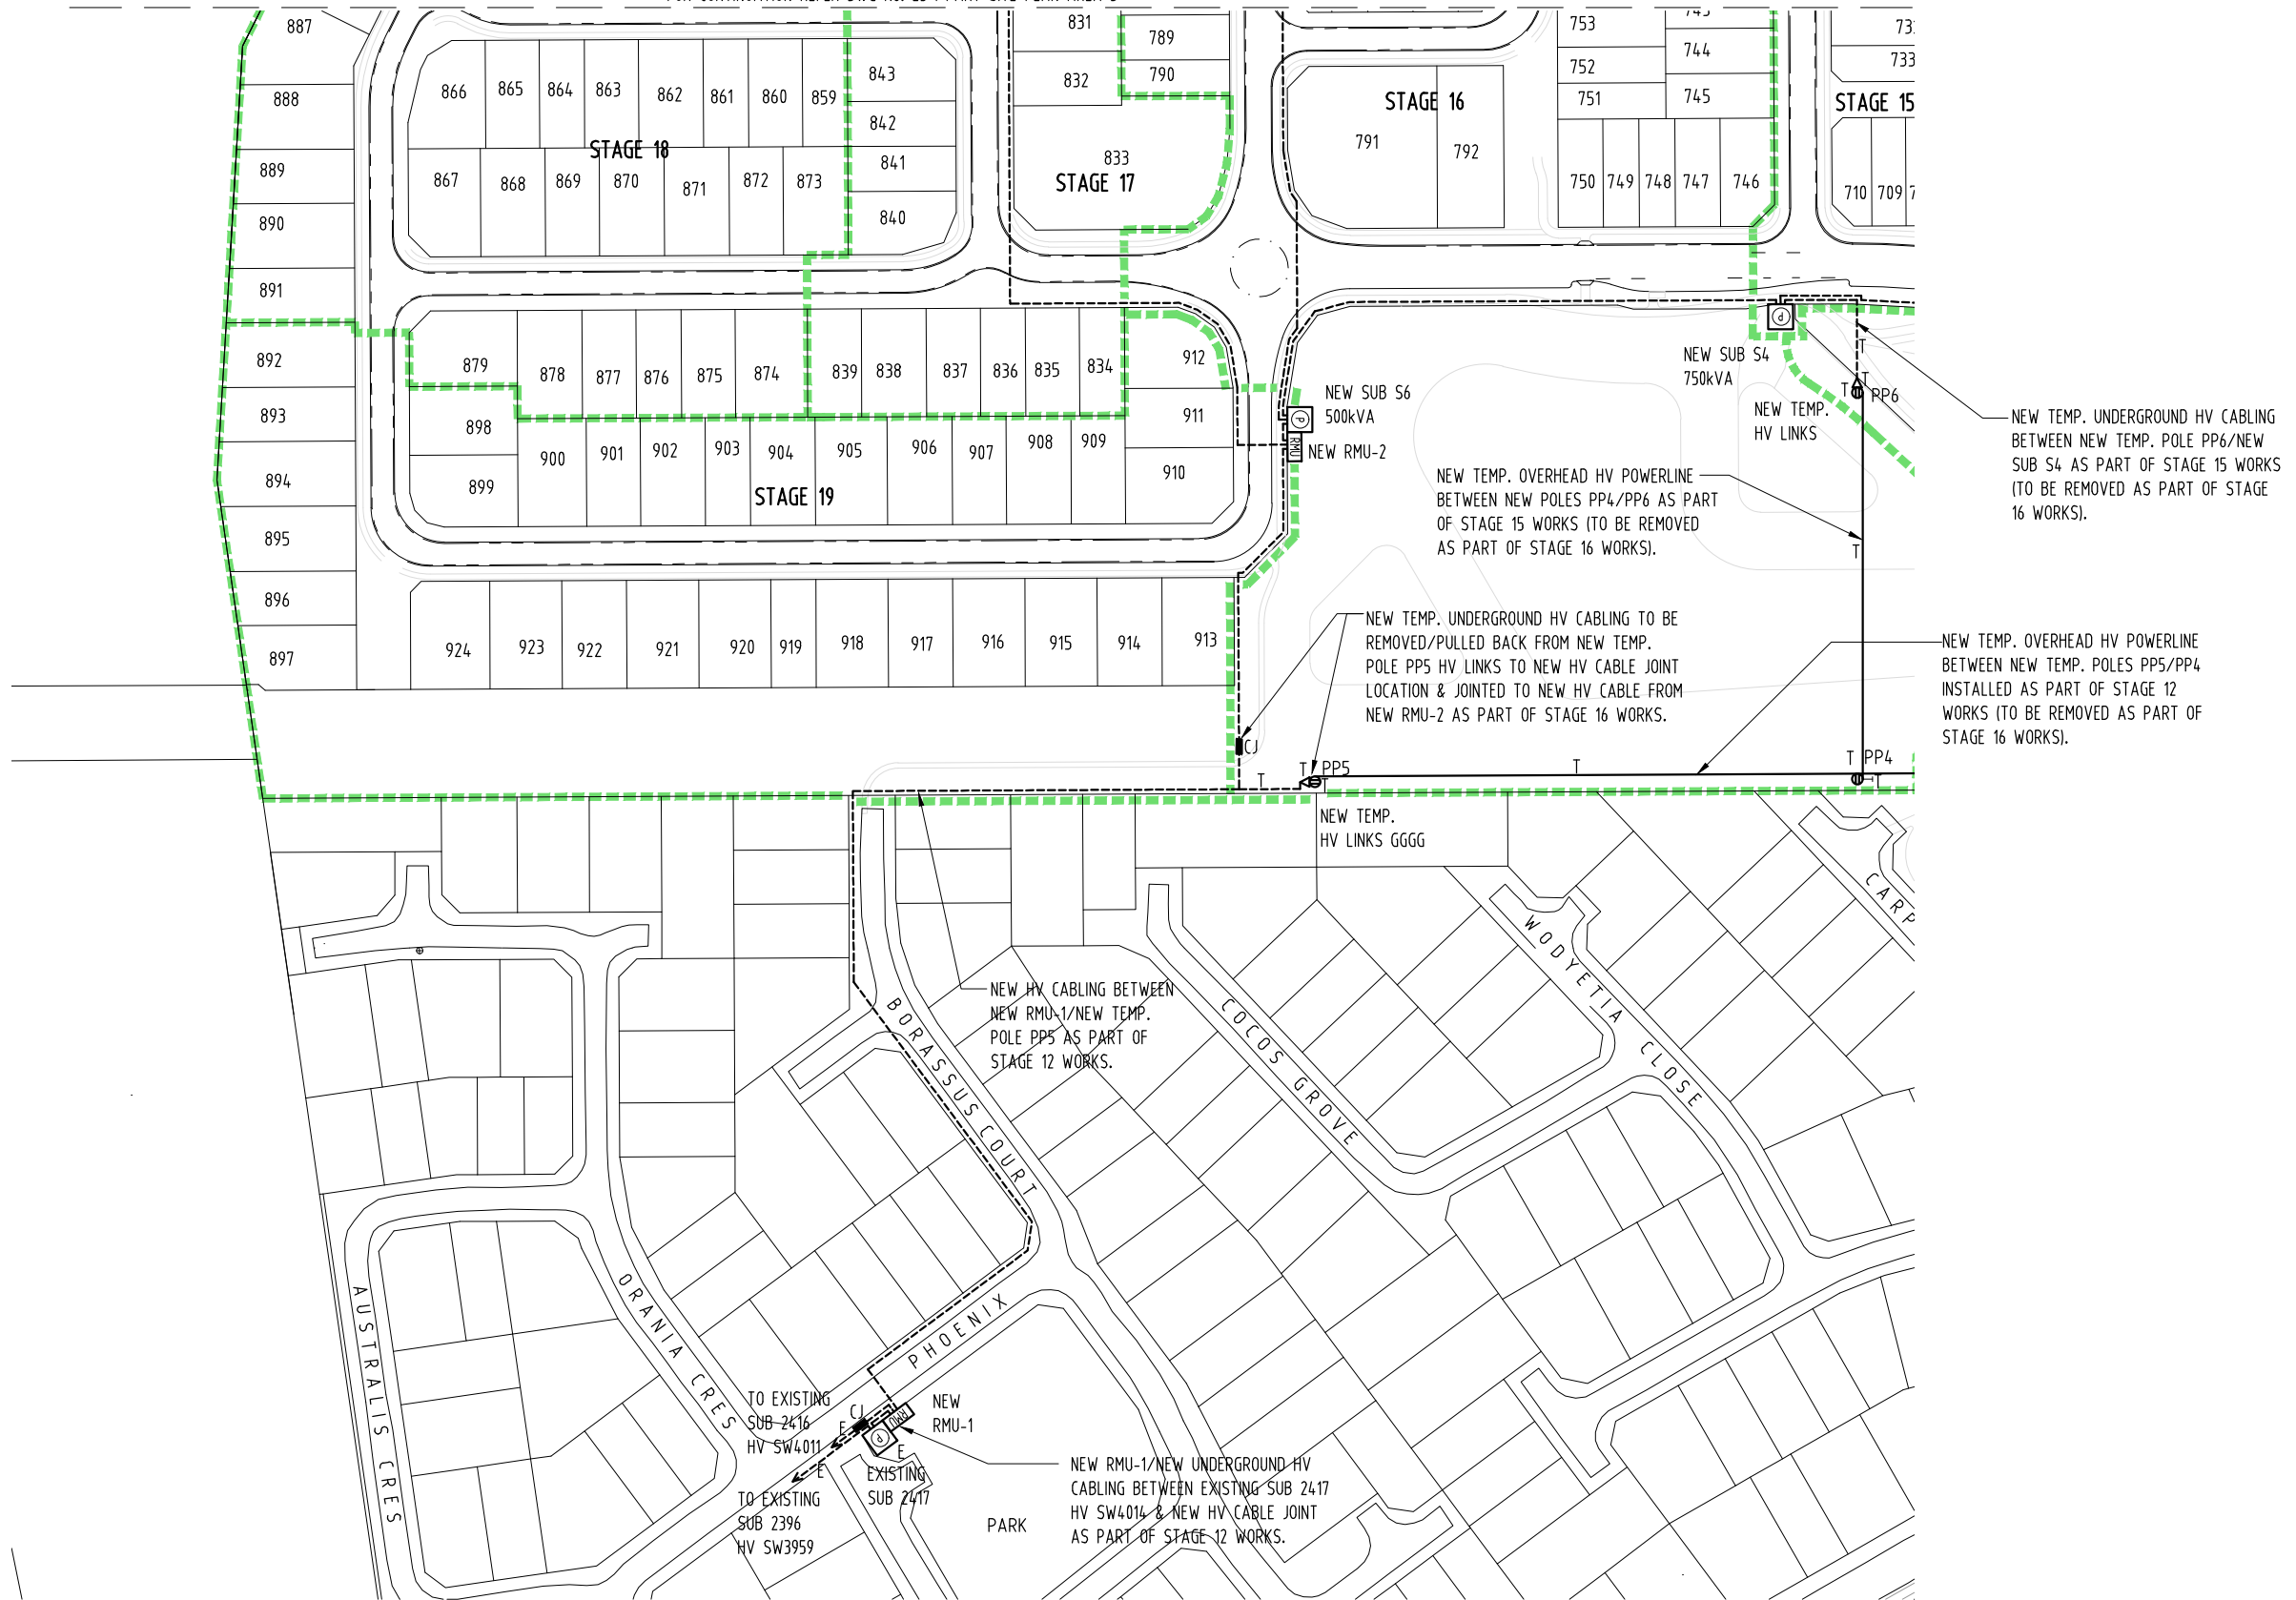 887
888
889
890
891
892
893
894
895
896
897
866
865
864
863
862
861
860
859
843
842
841
840
STAGE 18
867
868
869
870
871
872
873
831
832
833
STAGE 17
789
790
STAGE 16
791
792
753
752
751
744
745
750
749
748
747
746
STAGE 15
733
710
709
879
878
877
876
875
874
839
838
837
836
835
834
912
911
910
898
899
900
901
902
903
904
905
906
907
908
909
STAGE 19
924
923
922
921
920
919
918
917
916
915
914
913
NEW SUB S6
500kVA
RMU
NEW RMU-2
P
NEW SUB S4
750kVA
P
NEW TEMP.
HV LINKS
T
T
T
PP6
NEW TEMP. UNDERGROUND HV CABLING
BETWEEN NEW TEMP. POLE PP6/NEW
SUB S4 AS PART OF STAGE 15 WORKS
(TO BE REMOVED AS PART OF STAGE
16 WORKS).
NEW TEMP. OVERHEAD HV POWERLINE
BETWEEN NEW POLES PP4/PP6 AS PART
OF STAGE 15 WORKS (TO BE REMOVED
AS PART OF STAGE 16 WORKS).
T
NEW TEMP. UNDERGROUND HV CABLING TO BE
REMOVED/PULLED BACK FROM NEW TEMP.
POLE PP5 HV LINKS TO NEW HV CABLE JOINT
LOCATION & JOINTED TO NEW HV CABLE FROM
NEW RMU-2 AS PART OF STAGE 16 WORKS.
NEW TEMP. OVERHEAD HV POWERLINE
BETWEEN NEW TEMP. POLES PP5/PP4
INSTALLED AS PART OF STAGE 12
WORKS (TO BE REMOVED AS PART OF
STAGE 16 WORKS).
CJ
T
T PP5
T
T
T PP4
T
NEW TEMP.
HV LINKS GGGG
NEW HV CABLING BETWEEN
NEW RMU-1/NEW TEMP.
POLE PP5 AS PART OF
STAGE 12 WORKS.
BORASSUS COURT
COCOS GROVE
WODYETIA CLOSE
CARP
ORANIA CRES
AUSTRALIS CRES
PHOENIX
TO EXISTING
SUB 2416
HV SW4011
CJ
E
RMU
P
E
E
NEW
RMU-1
EXISTING
SUB 2417
TO EXISTING
SUB 2396
HV SW3959
PARK
NEW RMU-1/NEW UNDERGROUND HV
CABLING BETWEEN EXISTING SUB 2417
HV SW4014 & NEW HV CABLE JOINT
AS PART OF STAGE 12 WORKS.